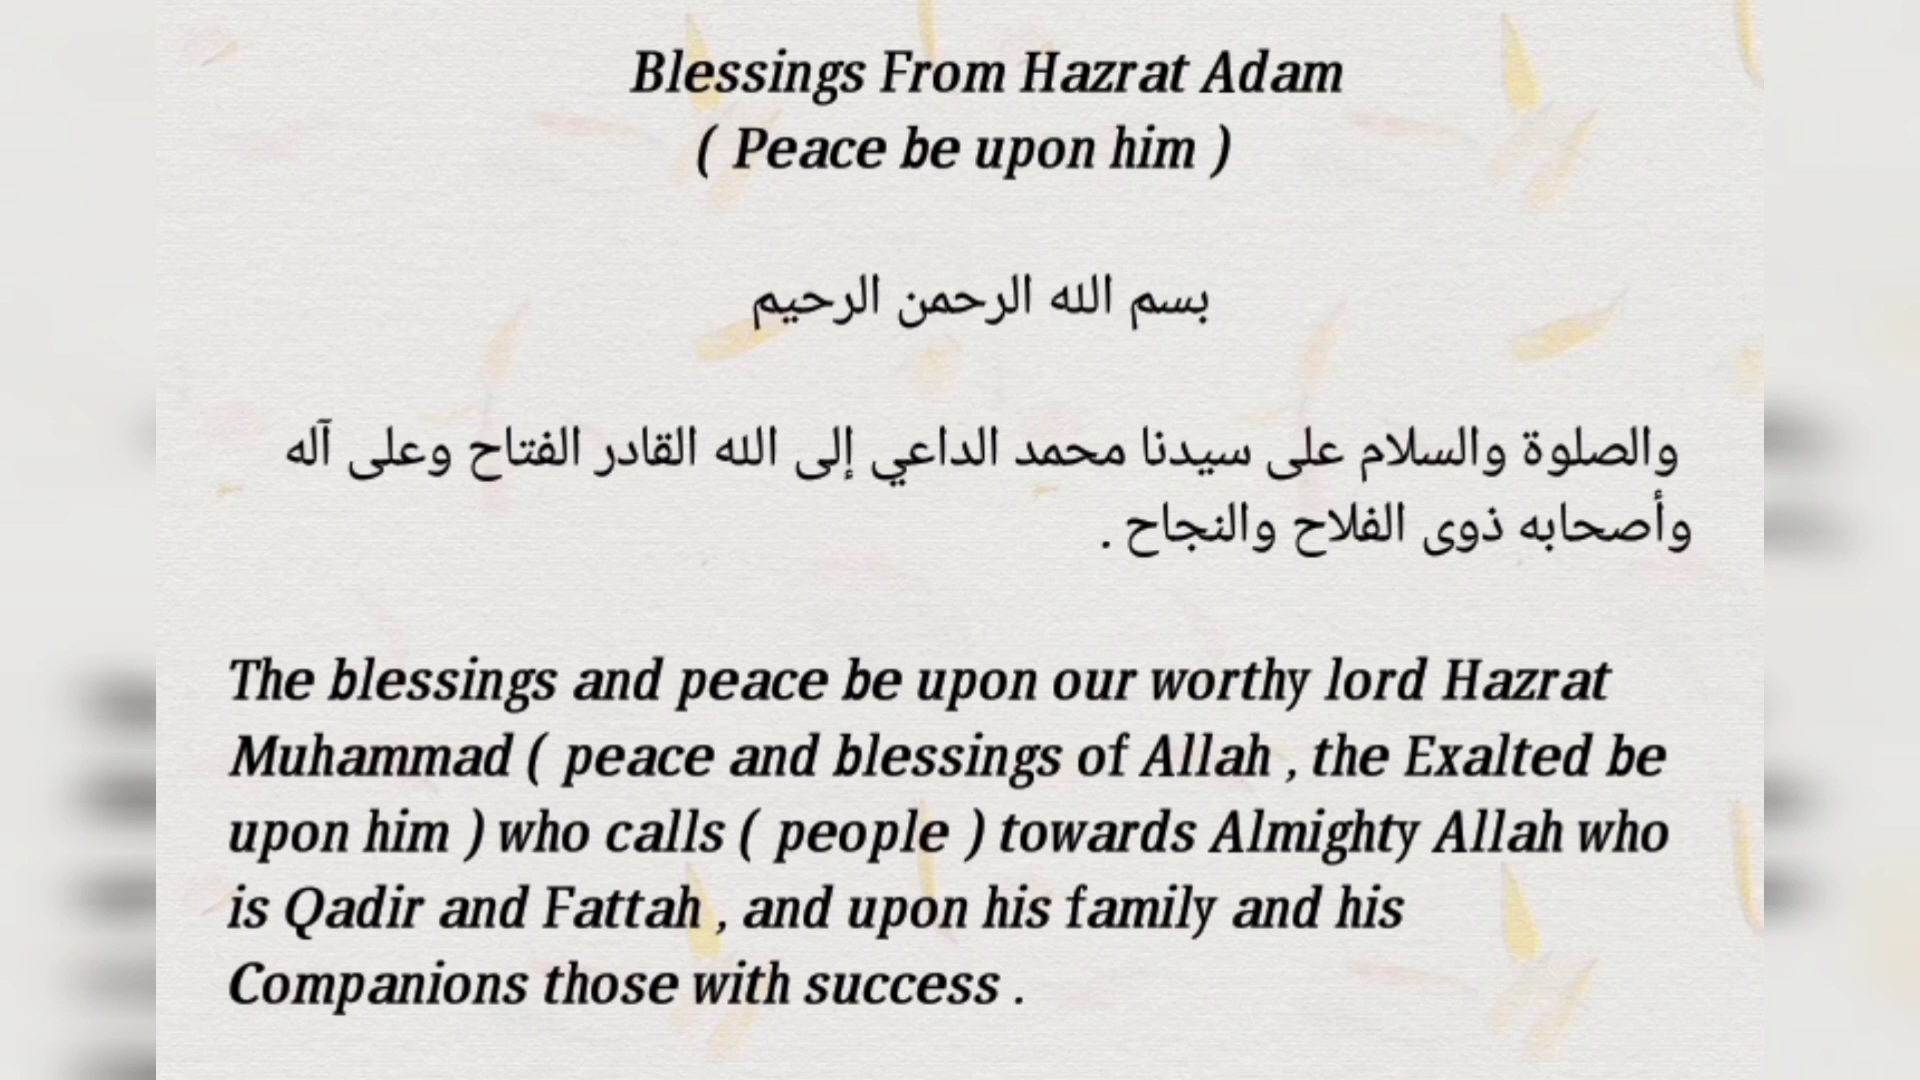 Blessings From Hazrat Adam
( Peace be upon him )
بسم الله الرحمن الرحيم
والصلوة والسلام على سيدنا محمد الداعي إلى الله القادر الفتاح وعلى آله
وأصحابه ذوى الفلاح والنجاح .
The blessings and peace be upon our worthy lord Hazrat
Muhammad ( peace and blessings of Allah , the Exalted be
upon him ) who calls ( people ) towards Almighty Allah who
is Qadir and Fattah , and upon his family and his
Companions those with success .